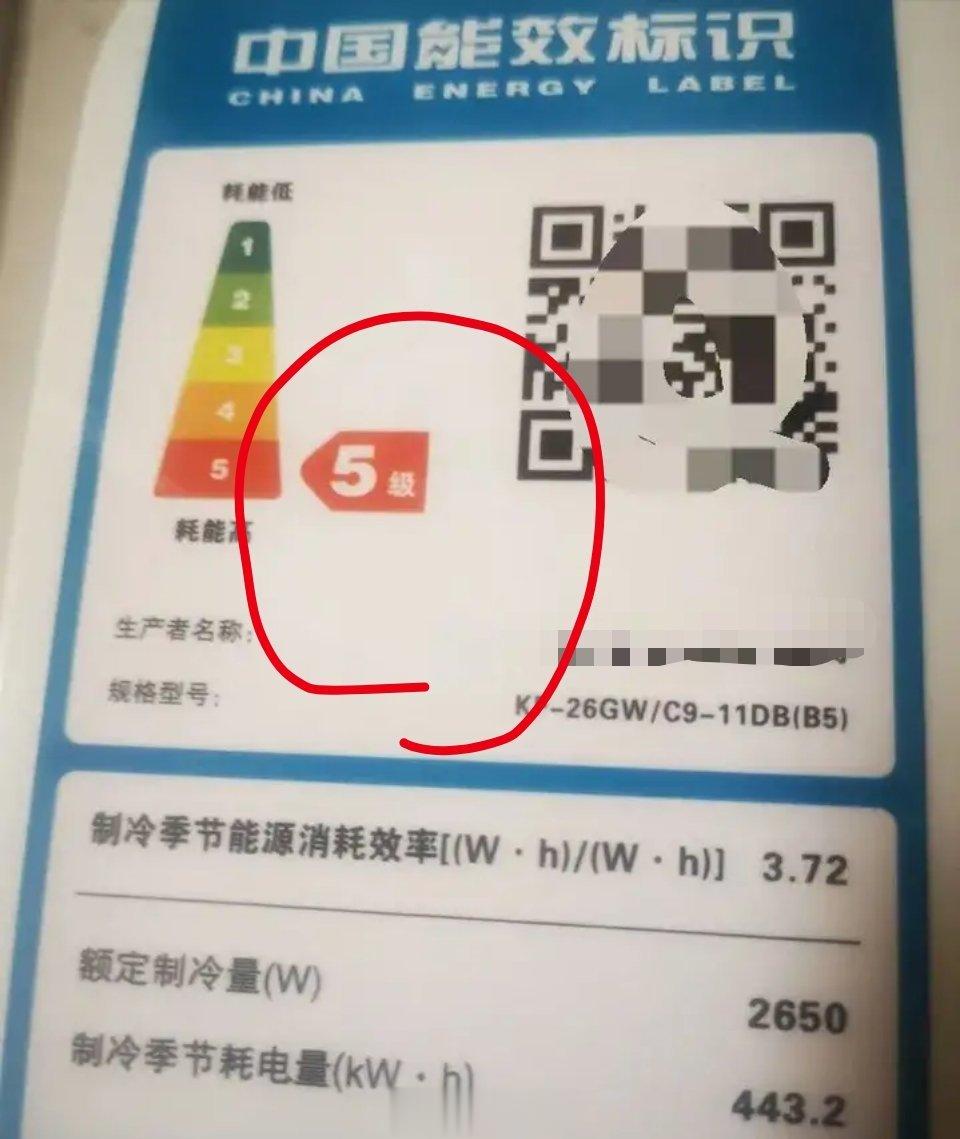 中国能效标识
CHINA ENERGY LABEL
耗能低
1
2
3
4
5
5级
耗能高
生产者名称:
规格型号:
-26GW/C9-11DB(B5)
制冷季节能源消耗效率[(W·h)/(W·h)] 3.72
额定制冷量(W)
2650
制冷季节耗电量(kW·h)
443.2